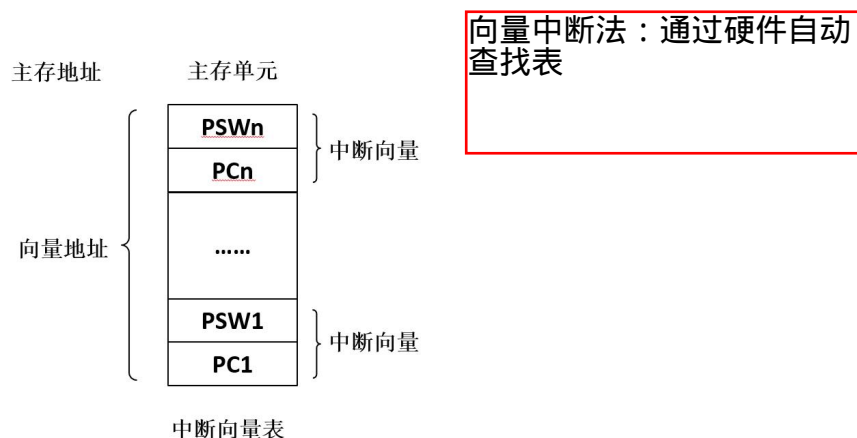 向量中断法：通过硬件自动
查找表
主存地址
主存单元
PSWn
PCn
中断向量
向量地址
......
PSW1
PC1
中断向量
中断向量表